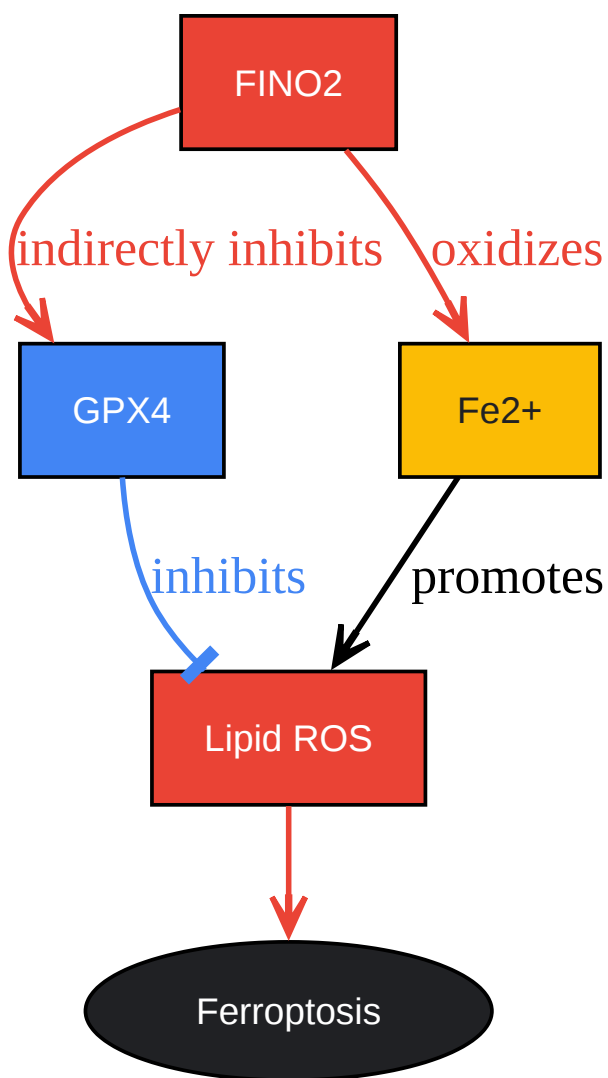 FINO2
indirectly inhibits
oxidizes
GPX4
Fe2+
inhibits
promotes
Lipid ROS
Ferroptosis